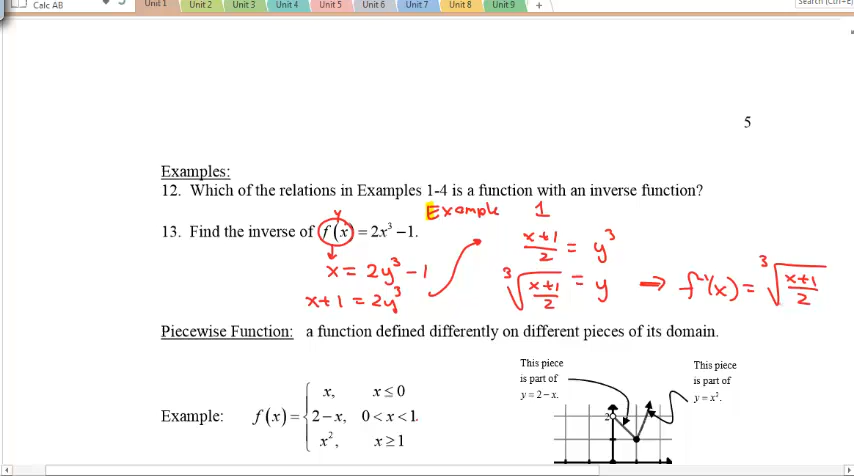 Calc AB Unit 1 Unit 2 Unit 3 Unit 4 Unit 5 Unit 6 Unit 7 Unit 8 Unit 9 + Search (Ctrl+E)
5
Examples:
12. Which of the relations in Examples 1-4 is a function with an inverse function?
Example 1
y
13. Find the inverse of f(x) = 2x³ − 1.
x = 2y³ − 1
x+1 = 2y³
(x+1)/2 = y³
∛((x+1)/2) = y → f⁻¹(x) = ∛((x+1)/2)
Piecewise Function: a function defined differently on different pieces of its domain.
Example: f(x) = { x, x ≤ 0
2 − x, 0 < x < 1.
x², x ≥ 1
This piece
is part of
y = 2 − x.
This piece
is part of
y = x².
2